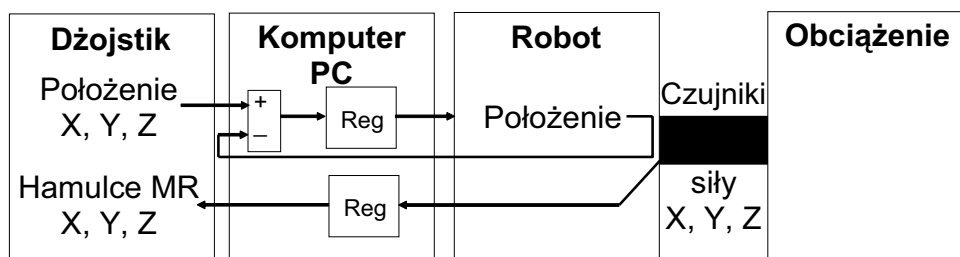 Dżojstik
Położenie
X, Y, Z
Hamulce MR
X, Y, Z
Komputer
PC
+
–
Reg
Reg
Robot
Położenie
Czujniki
siły
X, Y, Z
Obciążenie